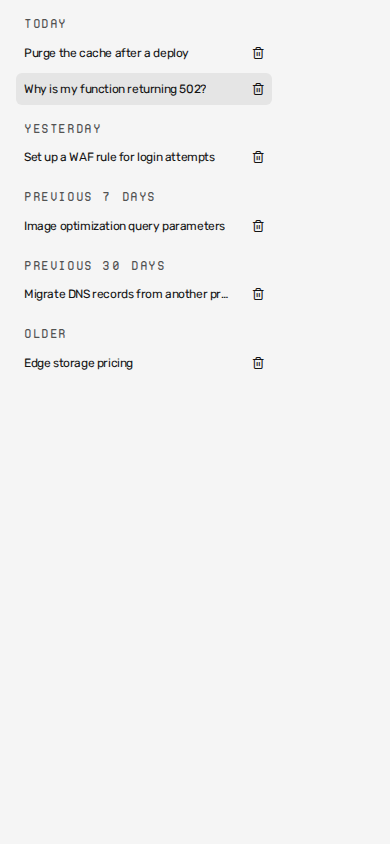 TODAY
Purge the cache after a deploy
Why is my function returning 502?
YESTERDAY
Set up a WAF rule for login attempts
PREVIOUS 7 DAYS
Image optimization query parameters
PREVIOUS 30 DAYS
Migrate DNS records from another pr…
OLDER
Edge storage pricing